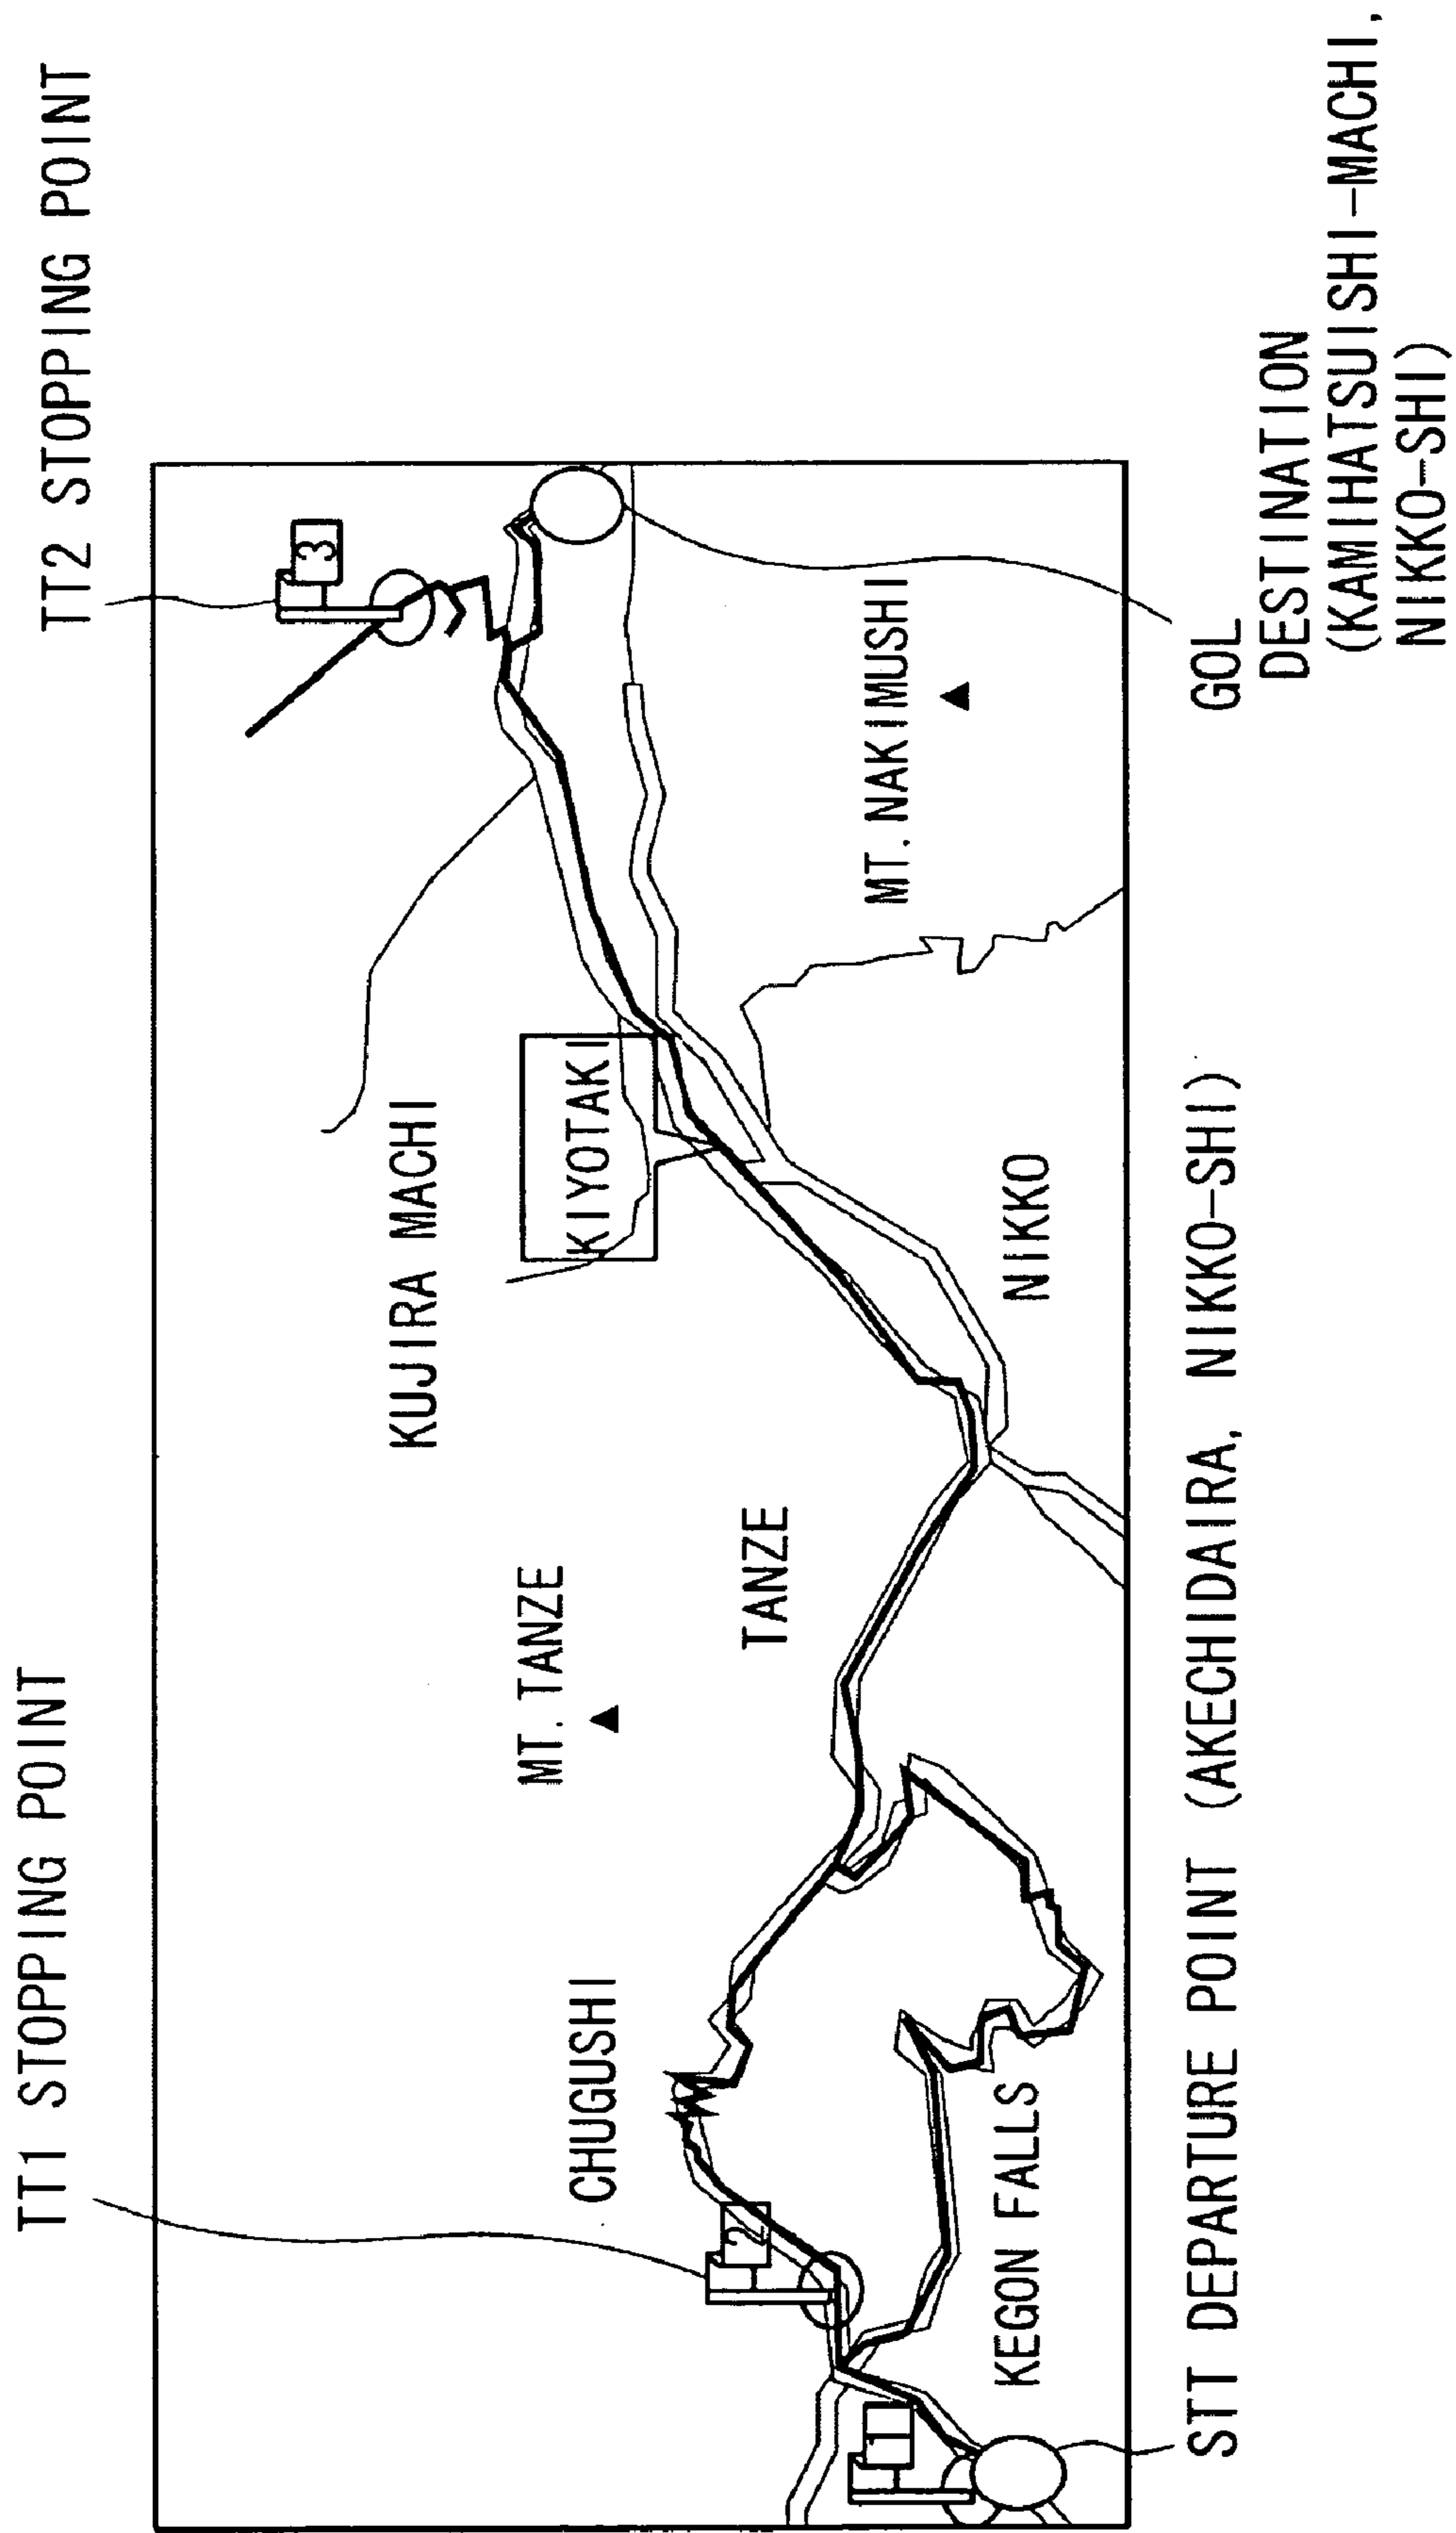 TT1 STOPPING POINT
TT2 STOPPING POINT
3
KUJIRA MACHI
MT. TANZE
KIYOTAKI
CHUGUSHI
2
TANZE
MT. NAKIMUSHI
1
KEGON FALLS
NIKKO
STT DEPARTURE POINT (AKECHIDAIRA, NIKKO-SHI)
GOL
DESTINATION
(KAMIHATSUISHI-MACHI,
NIKKO-SHI)